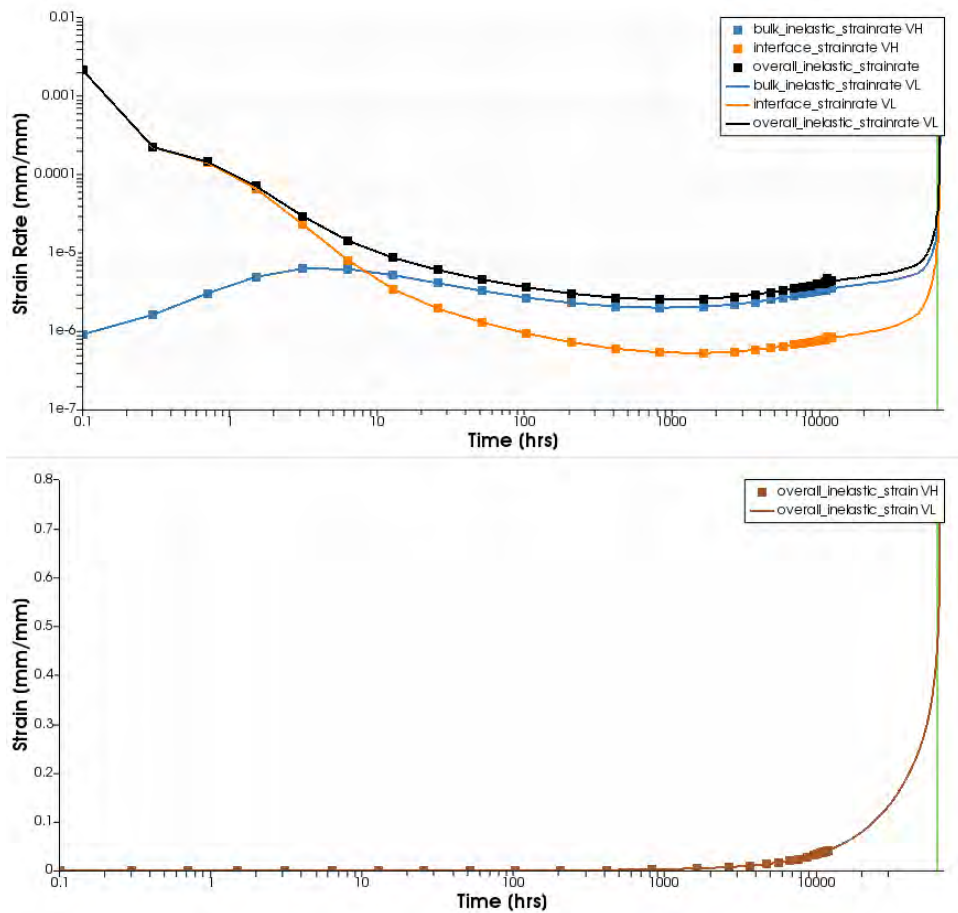 0.01
bulk_inelastic_strainrate VH
interface_strainrate VH
overall_inelastic_strainrate
bulk_inelastic_strainrate VL
interface_strainrate VL
overall_inelastic_strainrate VL
0.001
0.0001
1e-5
1e-6
1e-7
Strain Rate (mm/mm)
0.1 1 10 100 1000 10000
Time (hrs)
0.8
overall_inelastic_strain VH
overall_inelastic_strain VL
0.7
0.6
0.5
0.4
0.3
0.2
0.1
0
Strain (mm/mm)
0.1 1 10 100 1000 10000
Time (hrs)